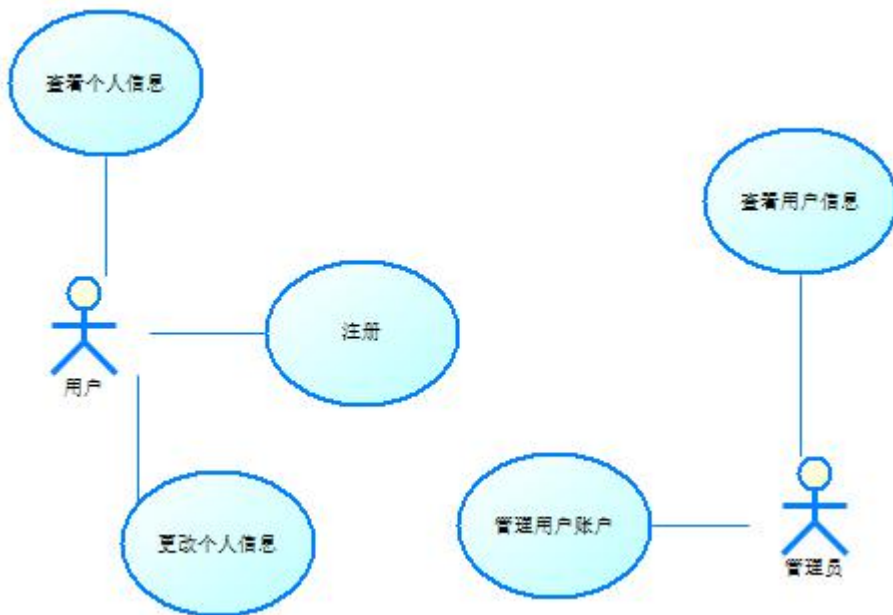 查看个人信息
查看用户信息
注册
用户
管理用户账户
更改个人信息
管理员